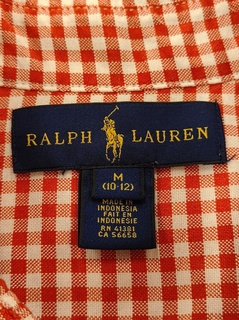 RALPH LAUREN
M
(10-12)
MADE IN
INDONESIA
FAIT EN
INDONESIE
RN 41381
CA 56658